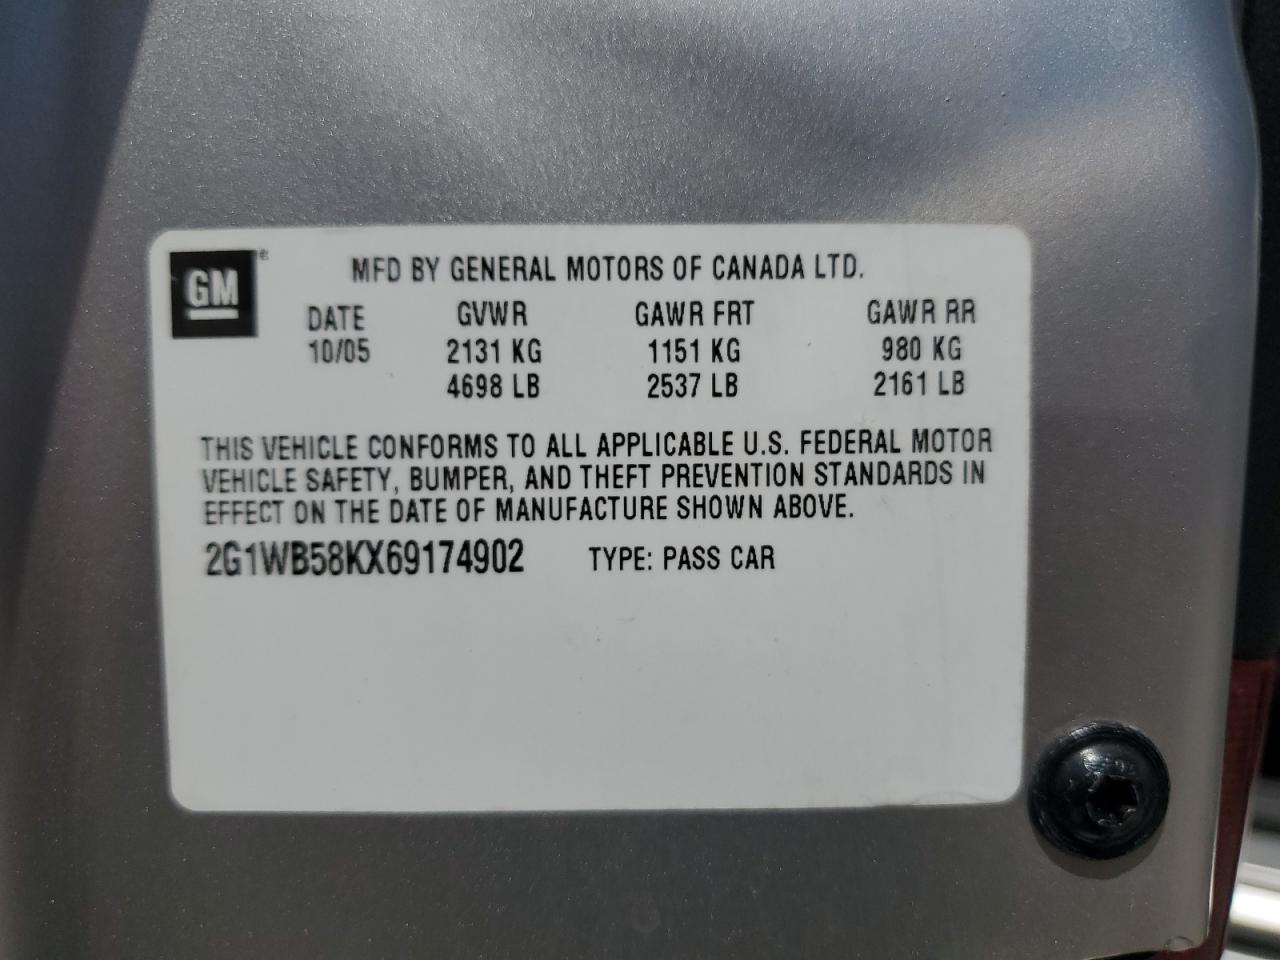 GM
MFD BY GENERAL MOTORS OF CANADA LTD.
DATE GVWR GAWR FRT GAWR RR
10/05 2131 KG 1151 KG 980 KG
4698 LB 2537 LB 2161 LB
THIS VEHICLE CONFORMS TO ALL APPLICABLE U.S. FEDERAL MOTOR
VEHICLE SAFETY, BUMPER, AND THEFT PREVENTION STANDARDS IN
EFFECT ON THE DATE OF MANUFACTURE SHOWN ABOVE.
2G1WB58KX69174902 TYPE: PASS CAR